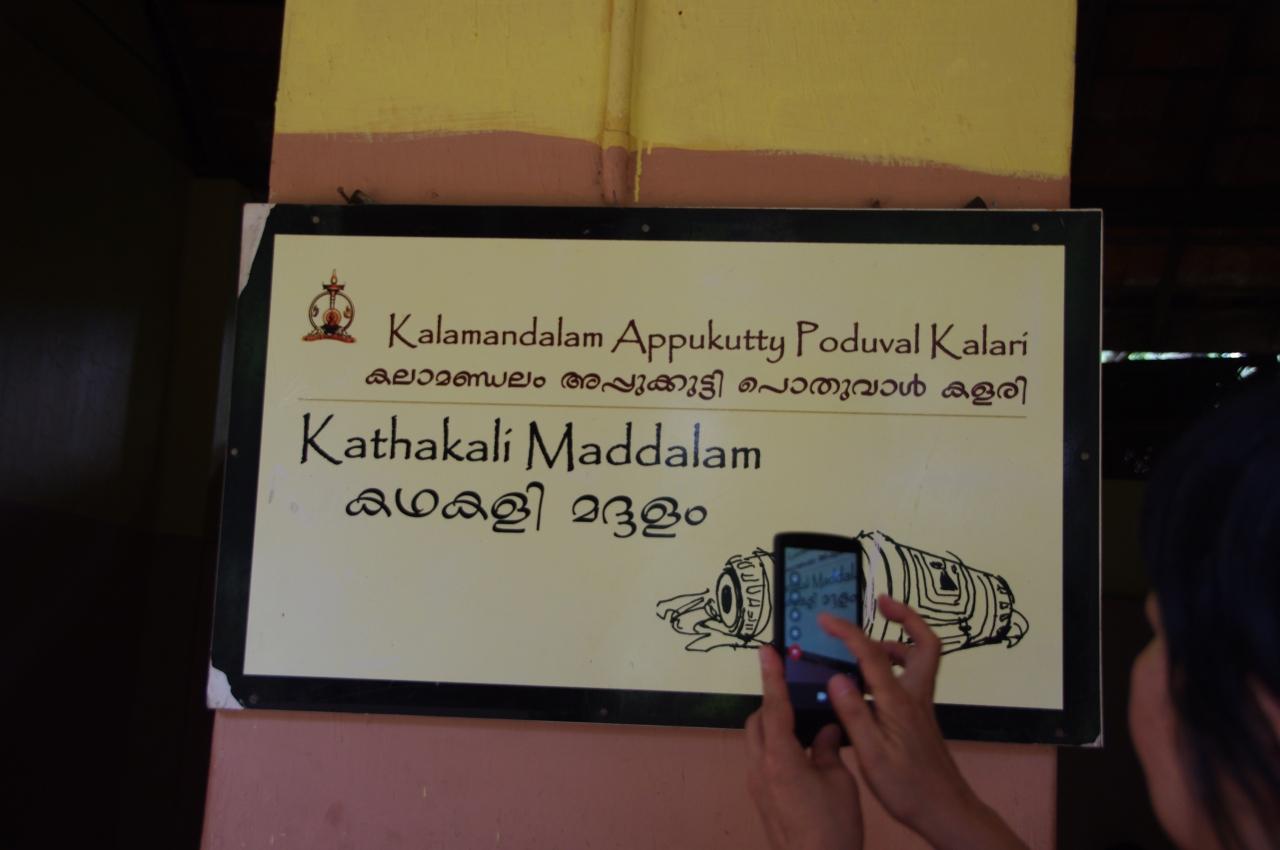 Kalamandalam Appukutty Poduval Kalari
കലാമണ്ഡലം അപ്പുക്കുട്ടി പൊതുവാൾ കളരി
Kathakali Maddalam
കഥകളി മദ്ദളം